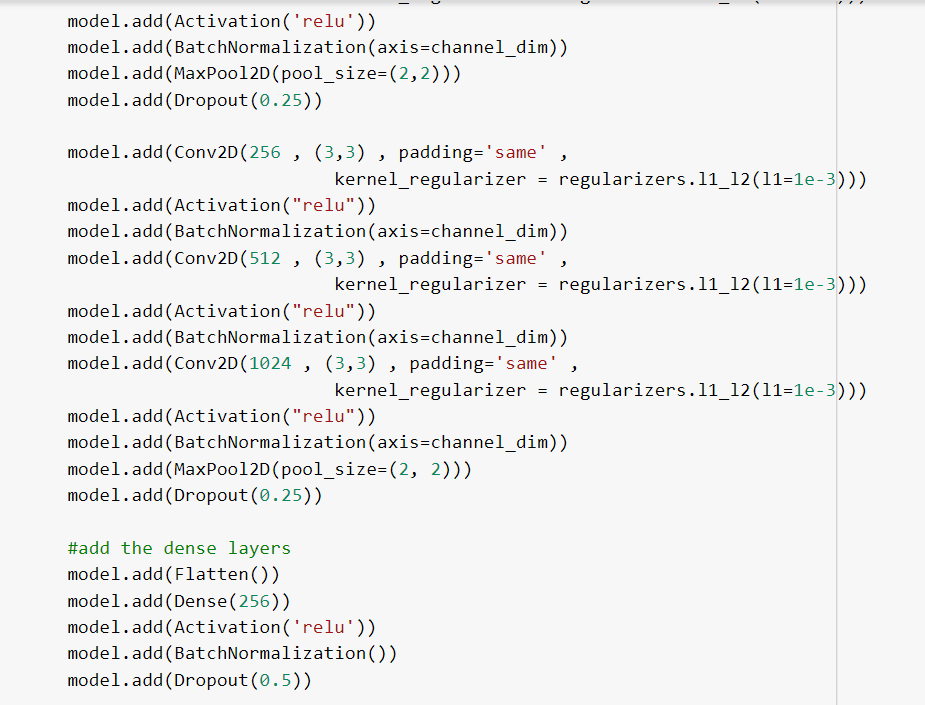 model.add(Activation('relu'))
model.add(BatchNormalization(axis=channel_dim))
model.add(MaxPool2D(pool_size=(2,2)))
model.add(Dropout(0.25))
model.add(Conv2D(256 , (3,3) , padding='same' ,
kernel_regularizer = regularizers.l1_l2(l1=1e-3)))
model.add(Activation("relu"))
model.add(BatchNormalization(axis=channel_dim))
model.add(Conv2D(512 , (3,3) , padding='same' ,
kernel_regularizer = regularizers.l1_l2(l1=1e-3)))
model.add(Activation("relu"))
model.add(BatchNormalization(axis=channel_dim))
model.add(Conv2D(1024 , (3,3) , padding='same' ,
kernel_regularizer = regularizers.l1_l2(l1=1e-3)))
model.add(Activation("relu"))
model.add(BatchNormalization(axis=channel_dim))
model.add(MaxPool2D(pool_size=(2, 2)))
model.add(Dropout(0.25))
#add the dense layers
model.add(Flatten())
model.add(Dense(256))
model.add(Activation('relu'))
model.add(BatchNormalization())
model.add(Dropout(0.5))